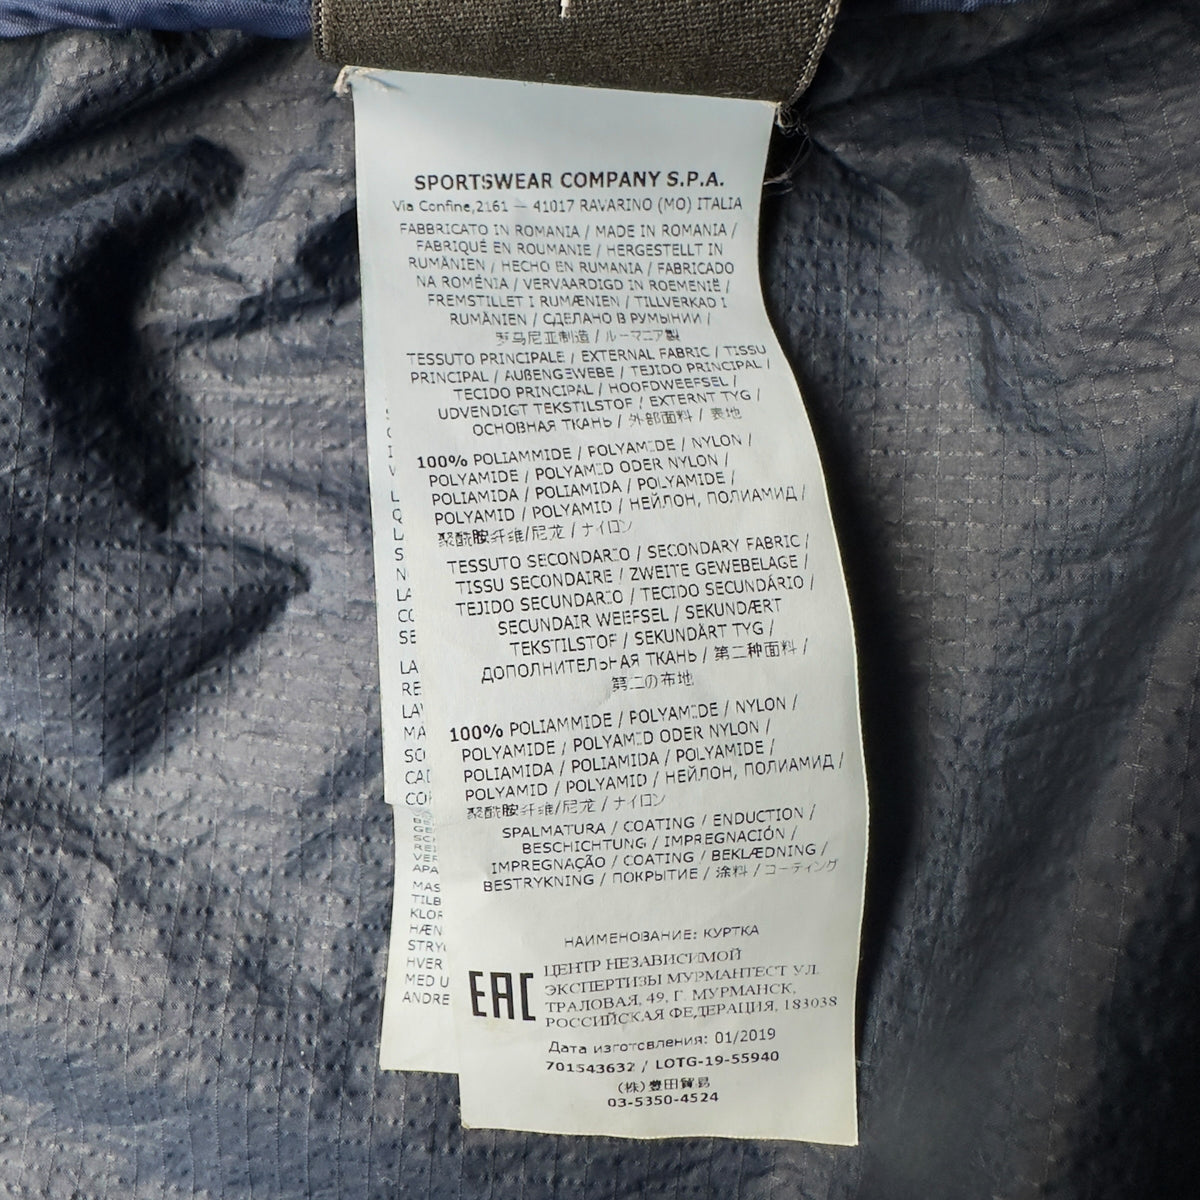 SPORTSWEAR COMPANY S.P.A.
Via Confine,2161 — 41017 RAVARINO (MO) ITALIA
FABBRICATO IN ROMANIA / MADE IN ROMANIA /
FABRIQUÉ EN ROUMANIE / HERGESTELLT IN
RUMÄNIEN / HECHO EN RUMANIA / FABRICADO
NA ROMÉNIA / VERVAARDIGD IN ROEMENIË /
FREMSTILLET I RUMÆNIEN / TILLVERKAD I
RUMÄNIEN / СДЕЛАНО В РУМЫНИИ /
罗马尼亚制造 / ルーマニア製
TESSUTO PRINCIPALE / EXTERNAL FABRIC / TISSU
PRINCIPAL / AUßENGEWEBE / TEJIDO PRINCIPAL /
TECIDO PRINCIPAL / HOOFDWEEFSEL /
UDVENDIGT TEKSTILSTOF / EXTERNT TYG /
ОСНОВНАЯ ТКАНЬ / 外部面料 / 表地
100% POLIAMMIDE / POLYAMIDE / NYLON /
POLYAMIDE / POLYAMID ODER NYLON /
POLIAMIDA / POLIAMIDA / POLYAMIDE /
POLYAMID / POLYAMID / НЕЙЛОН, ПОЛИАМИД /
聚酰胺纤维/尼龙 / ナイロン
TESSUTO SECONDARIO / SECONDARY FABRIC /
TISSU SECONDAIRE / ZWEITE GEWEBELAGE /
TEJIDO SECUNDARIO / TECIDO SECUNDÁRIO /
SECUNDAIR WEEFSEL / SEKUNDÆRT
TEKSTILSTOF / SEKUNDÄRT TYG /
ДОПОЛНИТЕЛЬНАЯ ТКАНЬ / 第二种面料 /
第二の布地
100% POLIAMMIDE / POLYAMIDE / NYLON /
POLYAMIDE / POLYAMID ODER NYLON /
POLIAMIDA / POLIAMIDA / POLYAMIDE /
POLYAMID / POLYAMID / НЕЙЛОН, ПОЛИАМИД /
聚酰胺纤维/尼龙 / ナイロン
SPALMATURA / COATING / ENDUCTION /
BESCHICHTUNG / IMPREGNACIÓN /
IMPREGNAÇÃO / COATING / BEKLÆDNING /
BESTRYKNING / ПОКРЫТИЕ / 涂料 / コーティング
НАИМЕНОВАНИЕ: КУРТКА
EAC
ЦЕНТР НЕЗАВИСИМОЙ
ЭКСПЕРТИЗЫ МУРМАНТЕСТ УЛ.
ТРАЛОВАЯ, 49, Г. МУРМАНСК,
РОССИЙСКАЯ ФЕДЕРАЦИЯ, 183038
Дата изготовления: 01/2019
701543632 / LOTG-19-55940
(株)豊田貿易
03-5350-4524